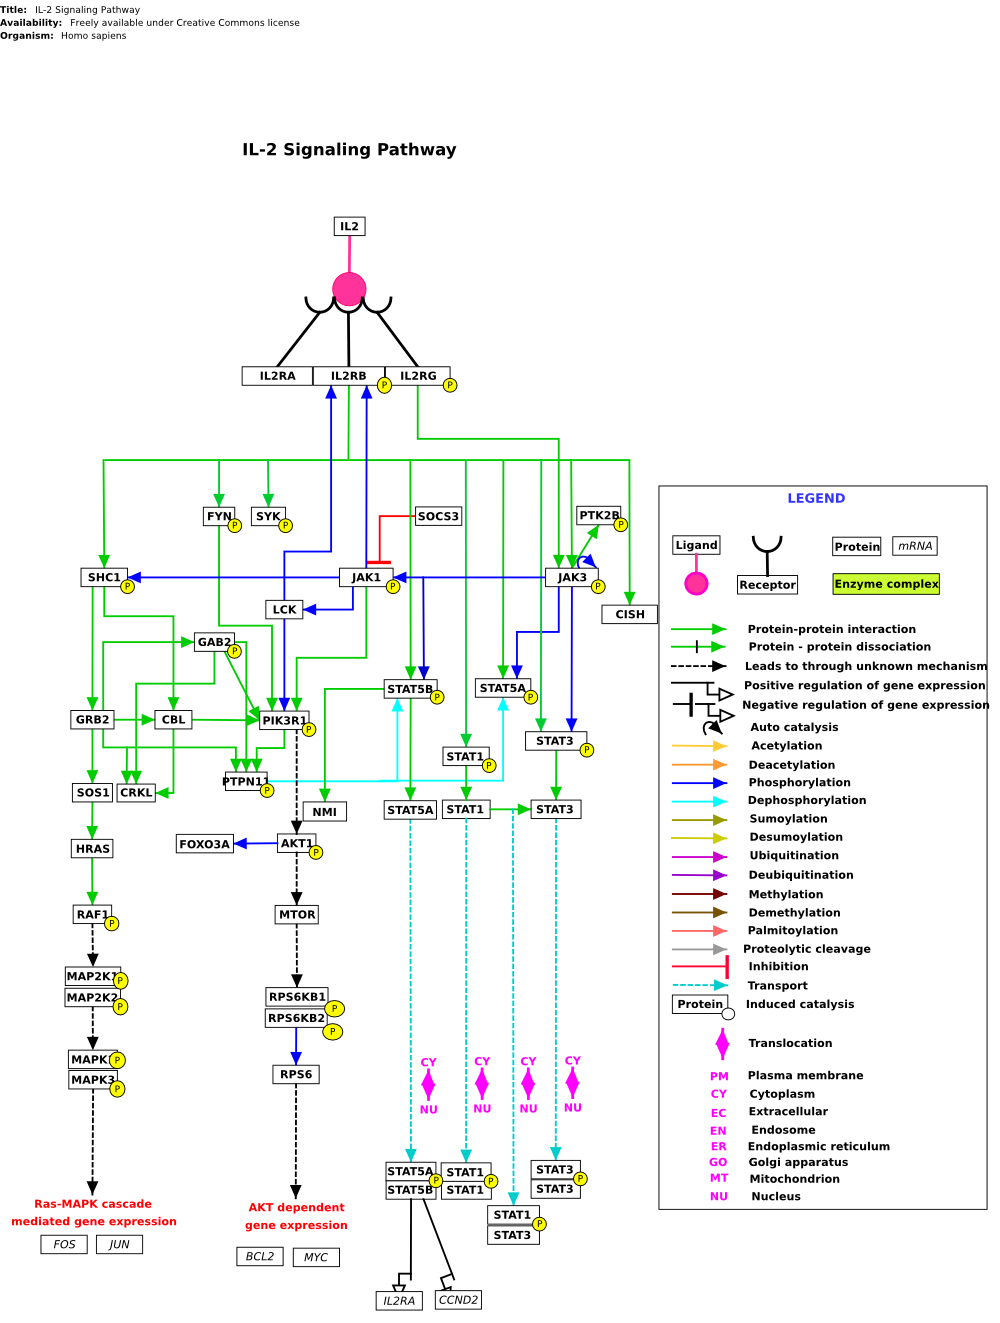 Title: IL-2 Signaling Pathway
Availability: Freely available under Creative Commons license
Organism: Homo sapiens
IL-2 Signaling Pathway
IL2
IL2RA IL2RB IL2RG
P P
FYN SYK SOCS3 PTK2B
P P P
SHC1 JAK1 JAK3
P P P
LCK CISH
GAB2
P
STAT5B STAT5A
P P
GRB2 CBL PIK3R1
P
STAT3
P
STAT1
P
PTPN11
P
SOS1 CRKL
NMI STAT5A STAT1 STAT3
HRAS FOXO3A AKT1
P
RAF1 MTOR
P
MAP2K1
P
MAP2K2
P
RPS6KB1
P
RPS6KB2
P
MAPK
P
MAPK3
P
RPS6
CY CY CY CY
NU NU NU NU
STAT5A STAT1 STAT3
P P P
STAT5B STAT1 STAT3
STAT1
P
STAT3
Ras-MAPK cascade
mediated gene expression
FOS JUN
AKT dependent
gene expression
BCL2 MYC
IL2RA CCND2
LEGEND
Ligand
Receptor
Protein mRNA
Enzyme complex
Protein-protein interaction
Protein - protein dissociation
Leads to through unknown mechanism
Positive regulation of gene expression
Negative regulation of gene expression
Auto catalysis
Acetylation
Deacetylation
Phosphorylation
Dephosphorylation
Sumoylation
Desumoylation
Ubiquitination
Deubiquitination
Methylation
Demethylation
Palmitoylation
Proteolytic cleavage
Inhibition
Transport
Protein Induced catalysis
Translocation
PM Plasma membrane
CY Cytoplasm
EC Extracellular
EN Endosome
ER Endoplasmic reticulum
GO Golgi apparatus
MT Mitochondrion
NU Nucleus